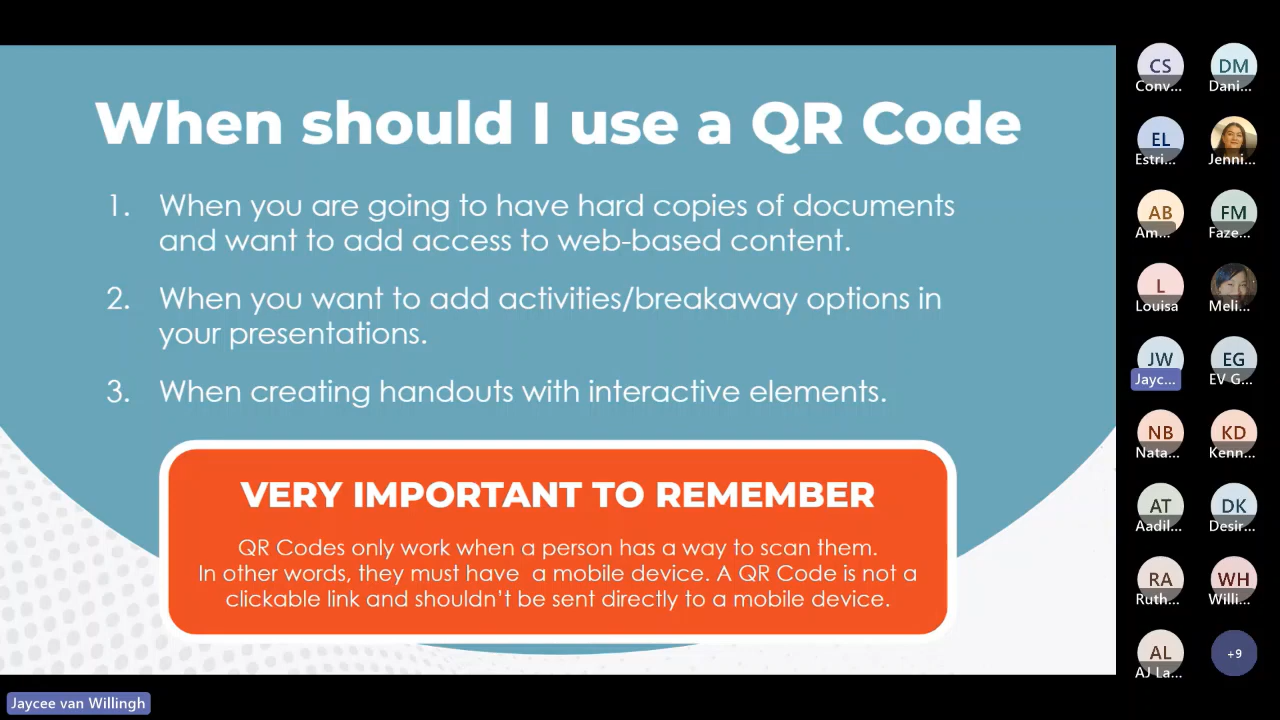 When should I use a QR Code
1. When you are going to have hard copies of documents
and want to add access to web-based content.
2. When you want to add activities/breakaway options in
your presentations.
3. When creating handouts with interactive elements.
VERY IMPORTANT TO REMEMBER
QR Codes only work when a person has a way to scan them.
In other words, they must have a mobile device. A QR Code is not a
clickable link and shouldn't be sent directly to a mobile device.
CS
Conv...
DM
Dani...
EL
Estri...
Jenni...
AB
Am...
FM
Faze...
L
Louisa
Meli...
JW
Jayc...
EG
EV G...
NB
Nata...
KD
Kenn...
AT
Aadil...
DK
Desir...
RA
Ruth...
WH
Willi...
AL
AJ La...
+9
Jaycee van Willingh